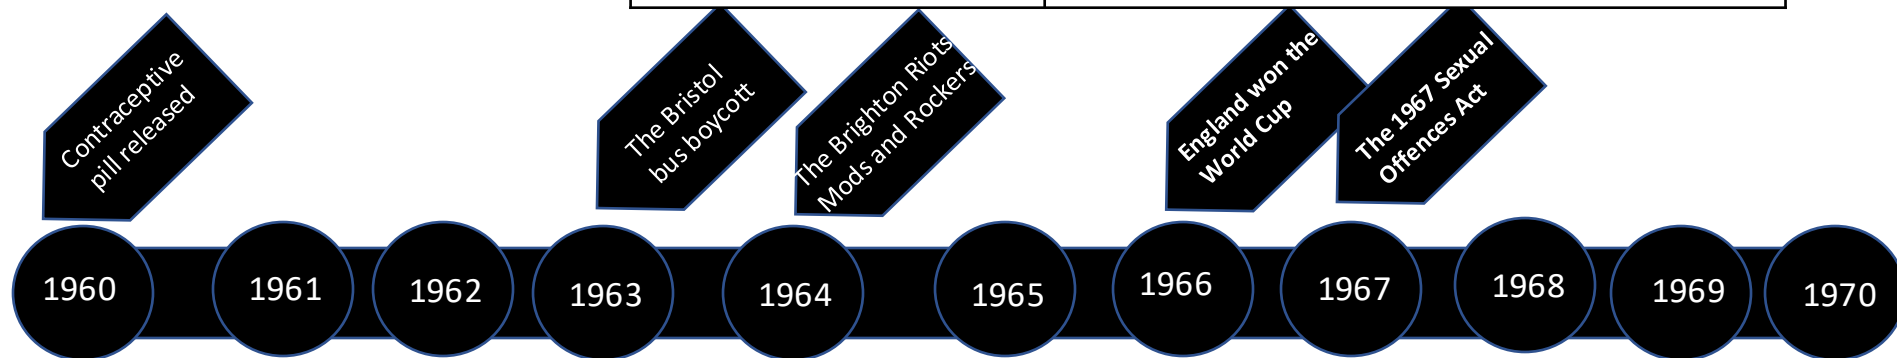 Contraceptive
pill released
The Bristol
bus boycott
The Brighton Riots
Mods and Rockers
England won the
World Cup
The 1967 Sexual
Offences Act
1960
1961
1962
1963
1964
1965
1966
1967
1968
1969
1970